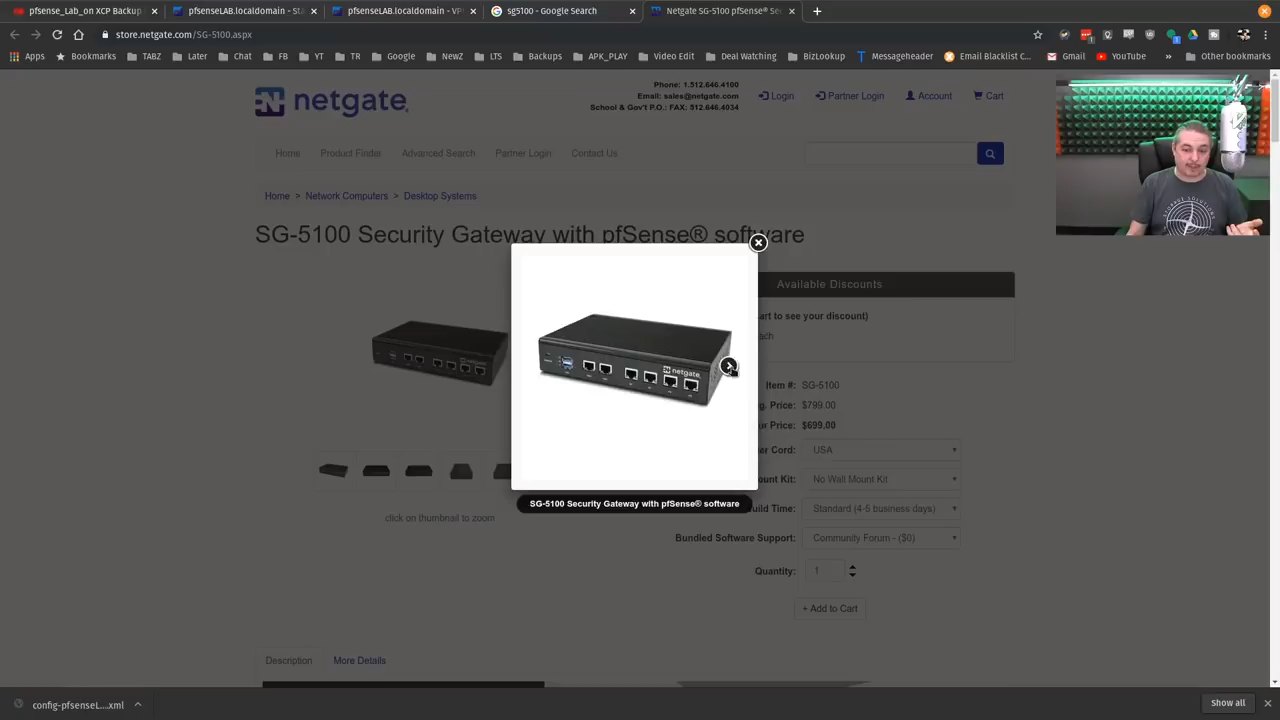 pfsense_Lab_on XCP Backup
pfsenseLAB.localdomain - Sta
pfsenseLAB.localdomain - VP
sg5100 - Google Search
Netgate SG-5100 pfSense® Se
store.netgate.com/SG-5100.aspx
Apps
Bookmarks
TABZ
Later
Chat
FB
YT
TR
Google
NewZ
LTS
Backups
APK_PLAY
Video Edit
Deal Watching
BizLookup
Messageheader
Email Blacklist C...
Gmail
YouTube
»
Other bookmarks
netgate
Phone: 1.512.646.4100
Email: sales@netgate.com
School & Gov't P.O.: FAX: 512.646.4034
Login
Partner Login
Account
Cart
Home
Product Finder
Advanced Search
Partner Login
Contact Us
Home > Network Computers > Desktop Systems
SG-5100 Security Gateway with pfSense® software
Available Discounts
art to see your discount)
ach
netgate
Item #: SG-5100
g. Price: $799.00
ur Price: $699.00
er Cord: USA
ount Kit: No Wall Mount Kit
uild Time: Standard (4-5 business days)
Bundled Software Support: Community Forum - ($0)
Quantity: 1
+ Add to Cart
SG-5100 Security Gateway with pfSense® software
click on thumbnail to zoom
Description
More Details
config-pfsenseL....xml
Show all
STORAGE SOLUTIONS